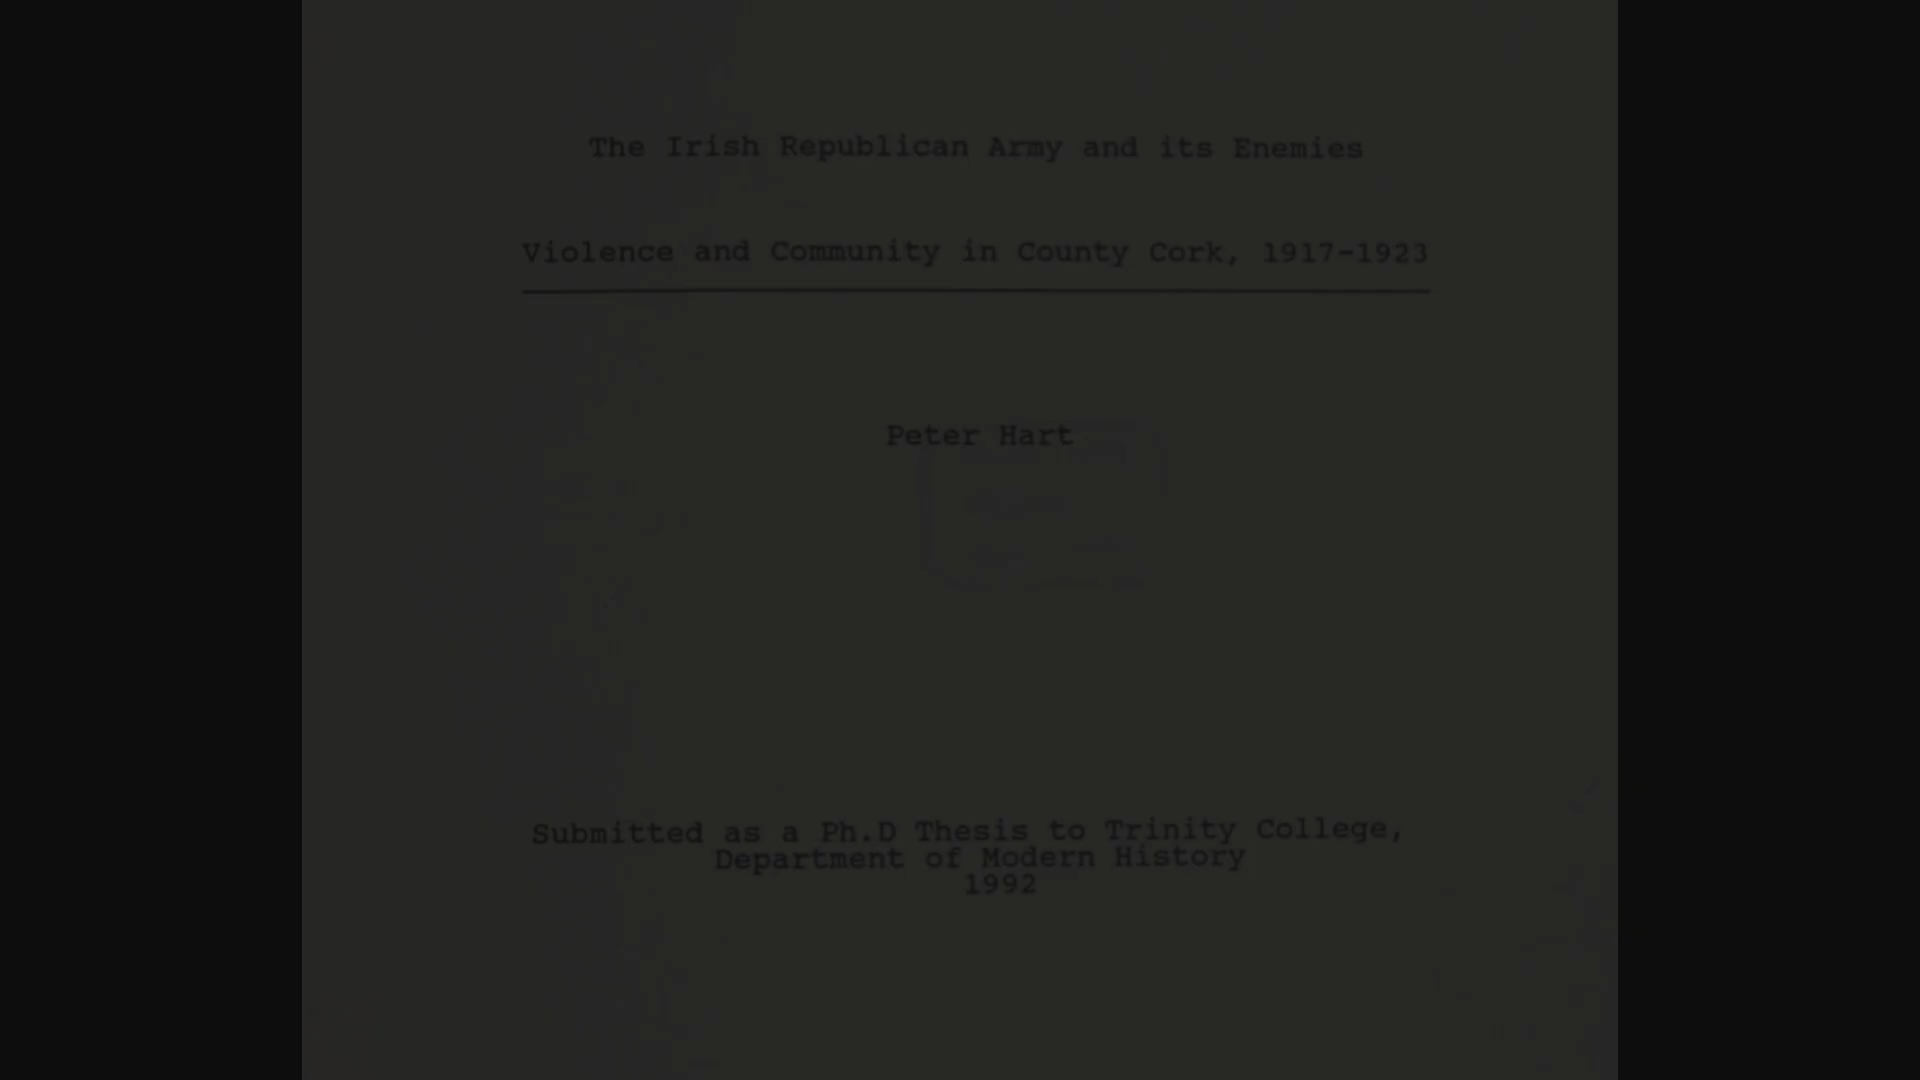 The Irish Republican Army and its Enemies
Violence and Community in County Cork, 1917-1923
Peter Hart
Submitted as a Ph.D Thesis to Trinity College,
Department of Modern History
1992